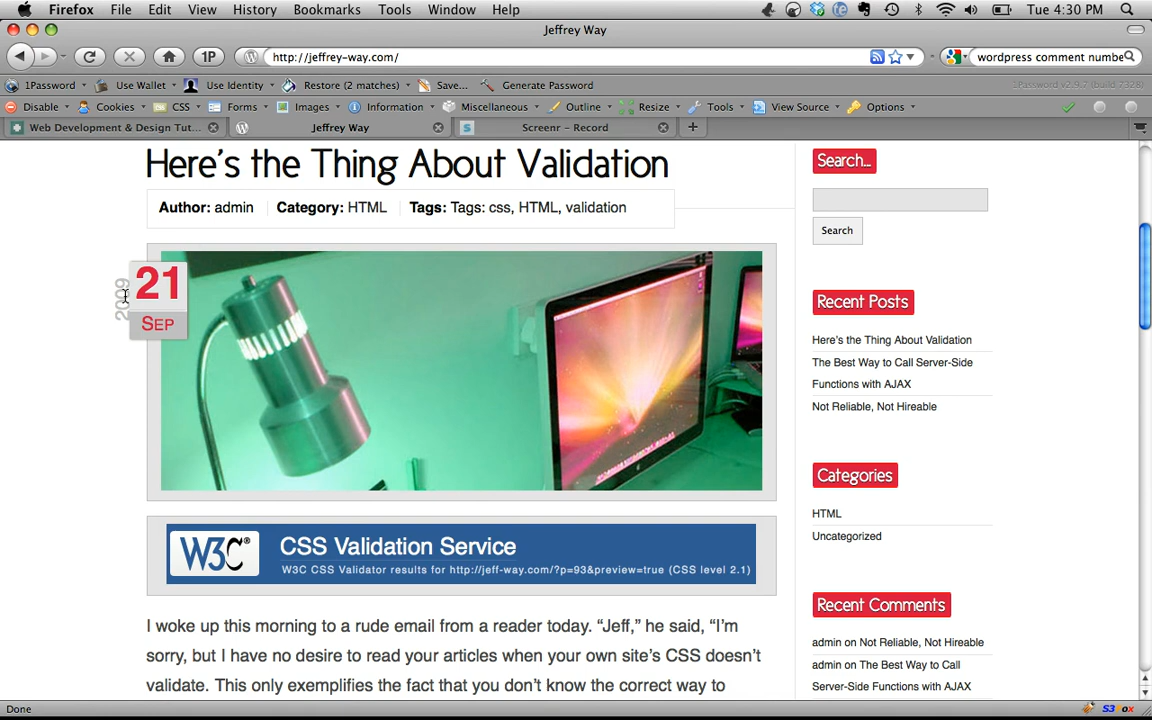 Firefox File Edit View History Bookmarks Tools Window Help Tue 4:30 PM
Jeffrey Way
1P http://jeffrey-way.com/ wordpress comment numbe
1Password Use Wallet Use Identity Restore (2 matches) Save... Generate Password 1Password v2.9.7 (build 7328)
Disable Cookies CSS Forms Images Information Miscellaneous Outline Resize Tools View Source Options
Web Development & Design Tut... Jeffrey Way Screenr – Record
Here's the Thing About Validation
Author: admin Category: HTML Tags: Tags: css, HTML, validation
2009
21
Sep
W3C® CSS Validation Service
W3C CSS Validator results for http://jeff-way.com/?p=93&preview=true (CSS level 2.1)
I woke up this morning to a rude email from a reader today. “Jeff,” he said, “I’m
sorry, but I have no desire to read your articles when your own site’s CSS doesn’t
validate. This only exemplifies the fact that you don’t know the correct way to
Search...
Search
Recent Posts
Here’s the Thing About Validation
The Best Way to Call Server-Side
Functions with AJAX
Not Reliable, Not Hireable
Categories
HTML
Uncategorized
Recent Comments
admin on Not Reliable, Not Hireable
admin on The Best Way to Call
Server-Side Functions with AJAX
Done S3